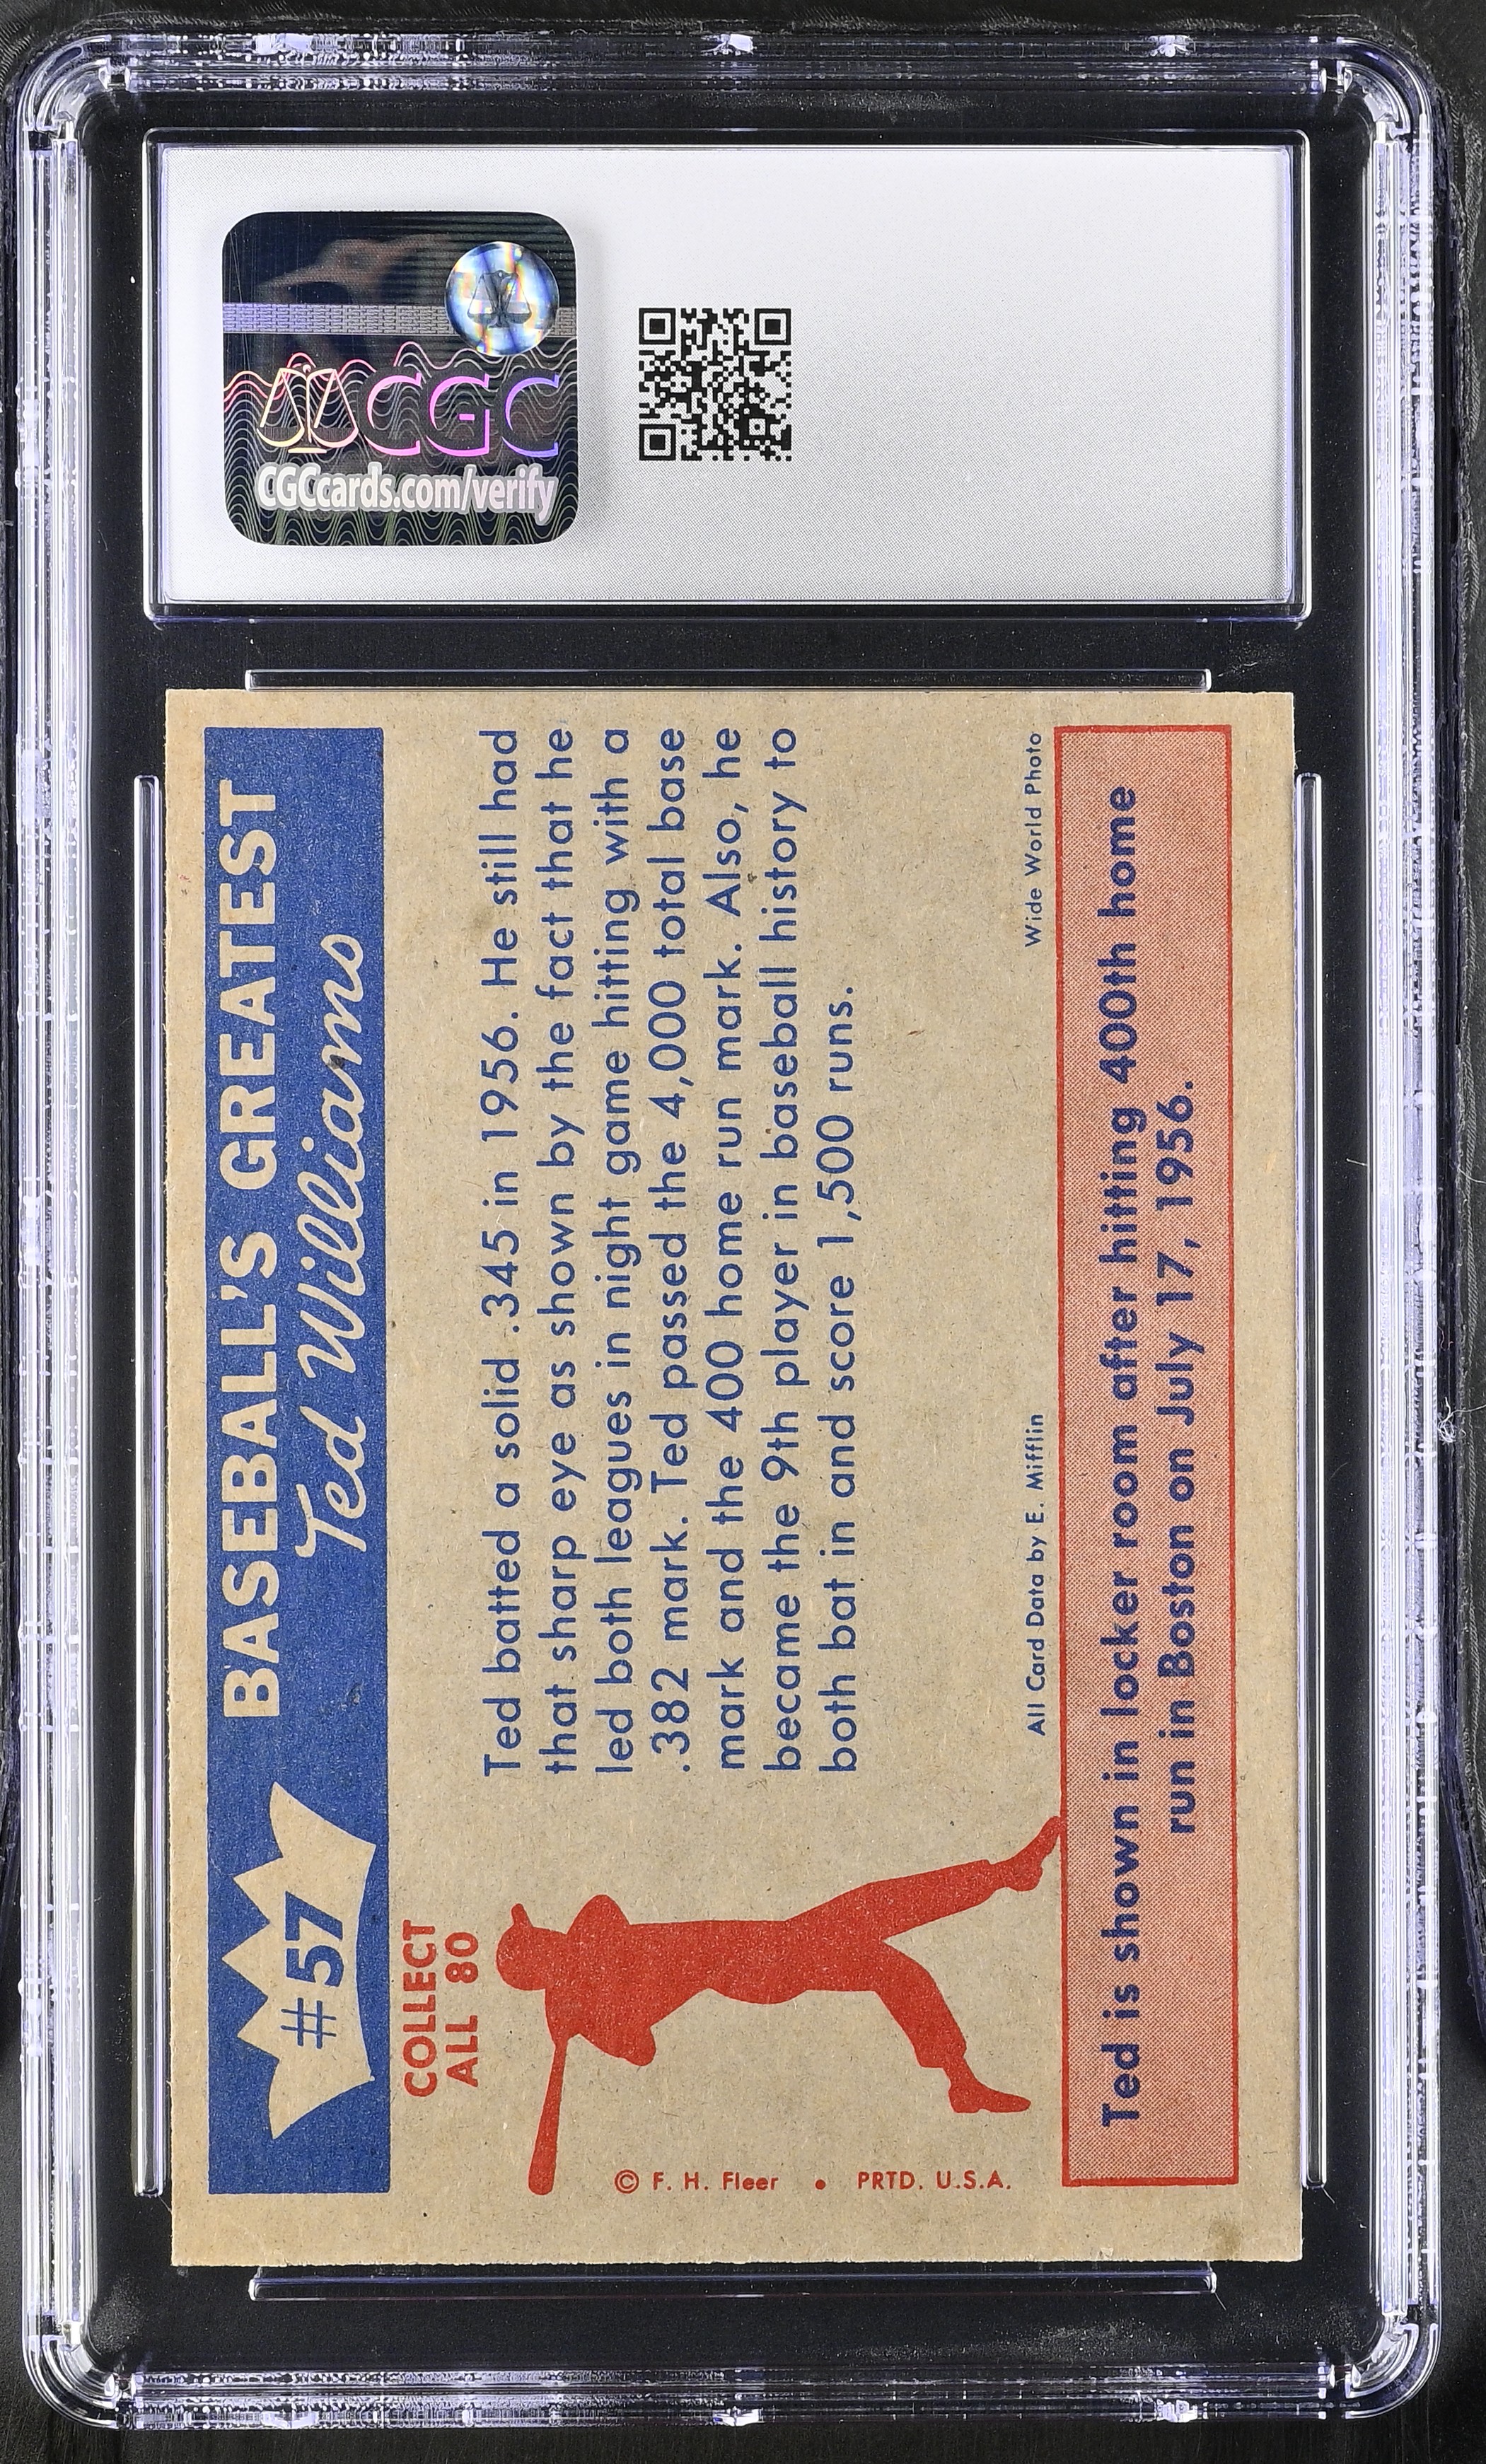 CGC
CGCcards.com/verify
#57
BASEBALL'S GREATEST
Ted Williams
COLLECT
ALL 80
Ted batted a solid .345 in 1956. He still had
that sharp eye as shown by the fact that he
led both leagues in night game hitting with a
.382 mark. Ted passed the 4,000 total base
mark and the 400 home run mark. Also, he
became the 9th player in baseball history to
both bat in and score 1,500 runs.
© F. H. Fleer • PRTD. U.S.A.
All Card Data by E. Mifflin
Wide World Photo
Ted is shown in locker room after hitting 400th home
run in Boston on July 17, 1956.